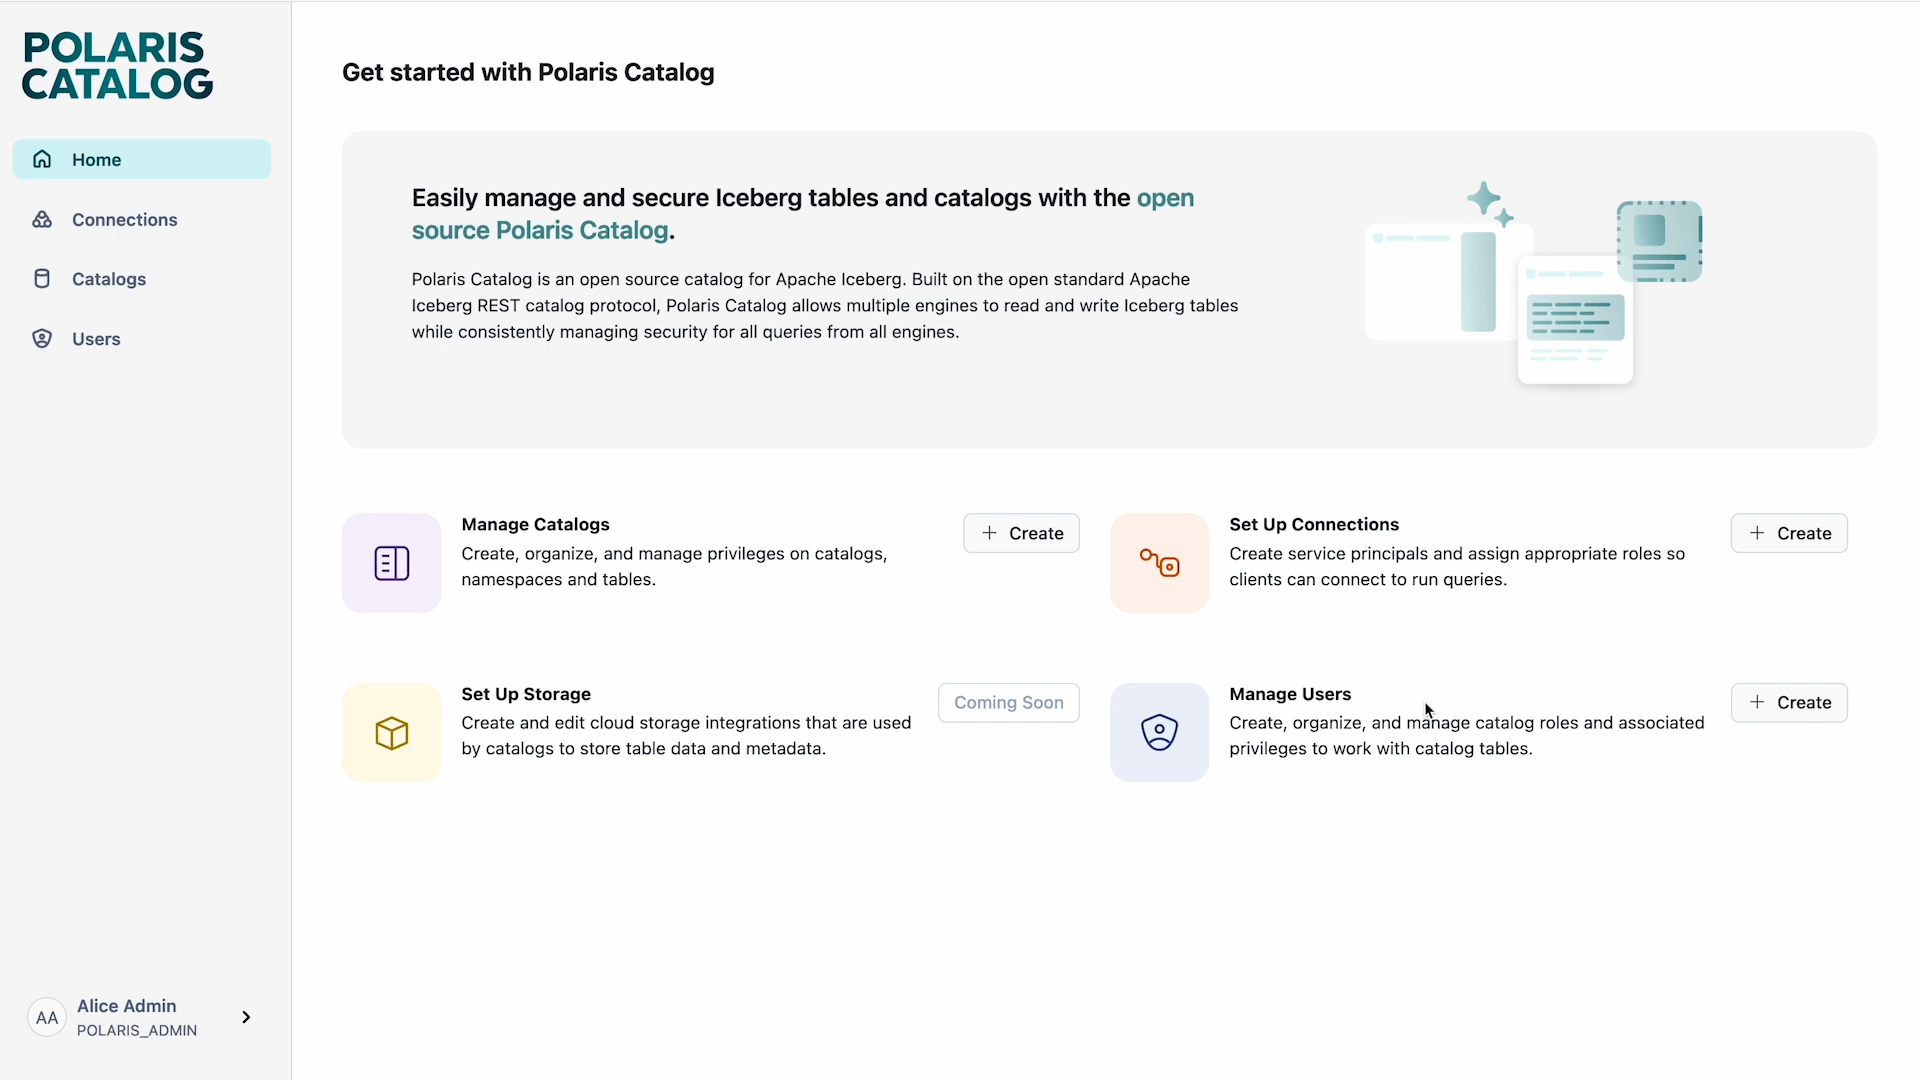 POLARIS
CATALOG
Home
Connections
Catalogs
Users
Alice Admin
AA
POLARIS_ADMIN
Get started with Polaris Catalog
Easily manage and secure Iceberg tables and catalogs with the open
source Polaris Catalog.
Polaris Catalog is an open source catalog for Apache Iceberg. Built on the open standard Apache
Iceberg REST catalog protocol, Polaris Catalog allows multiple engines to read and write Iceberg tables
while consistently managing security for all queries from all engines.
Manage Catalogs
Create, organize, and manage privileges on catalogs,
namespaces and tables.
+ Create
Set Up Connections
Create service principals and assign appropriate roles so
clients can connect to run queries.
+ Create
Set Up Storage
Create and edit cloud storage integrations that are used
by catalogs to store table data and metadata.
Coming Soon
Manage Users
Create, organize, and manage catalog roles and associated
privileges to work with catalog tables.
+ Create